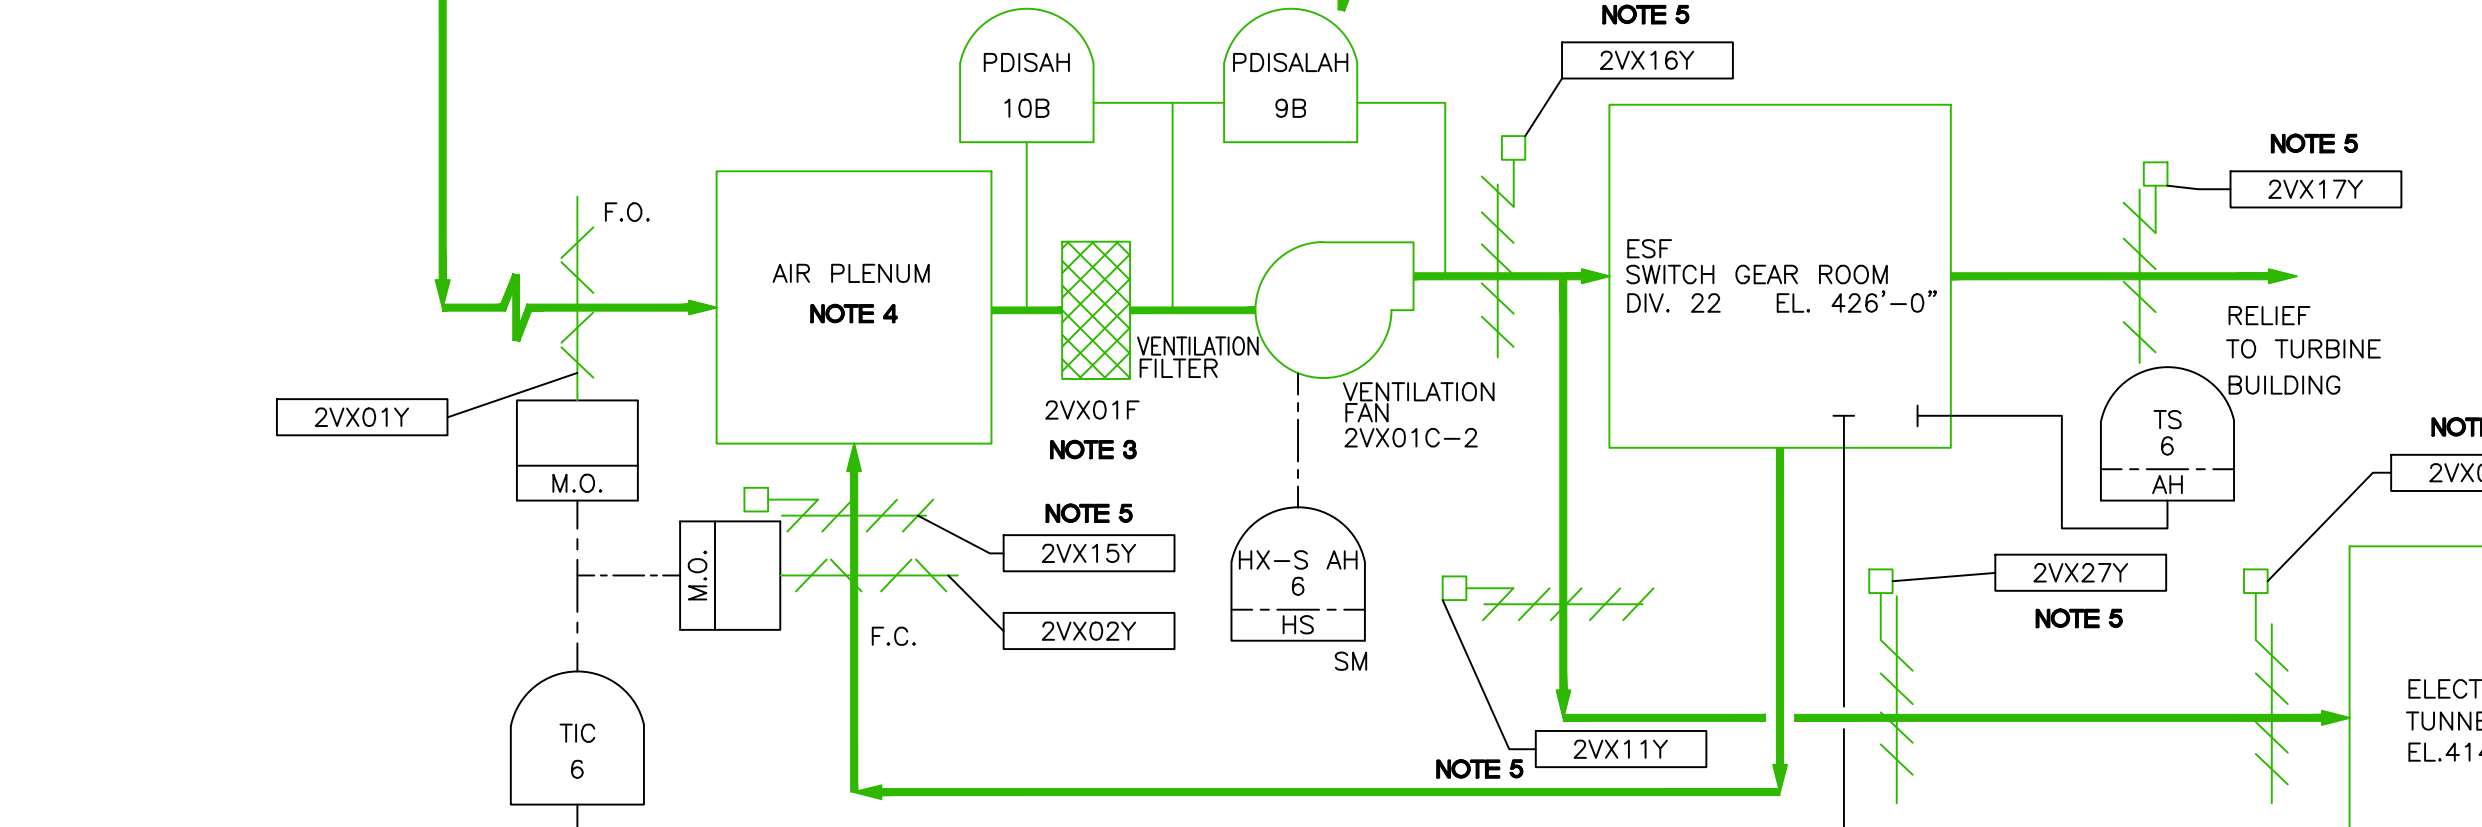 NOTE 5
2VX16Y
PDISAH
10B
PDISALAH
9B
NOTE 5
2VX17Y
F.O.
AIR PLENUM
NOTE 4
ESF
SWITCH GEAR ROOM
DIV. 22 EL. 426'-0"
RELIEF
TO TURBINE
BUILDING
VENTILATION
FILTER
2VX01F
NOTE 3
VENTILATION
FAN
2VX01C-2
2VX01Y
M.O.
TS
6
AH
NOTE 5
2VX15Y
M.O.
2VX02Y
F.C.
HX-S AH
6
HS
SM
2VX27Y
NOTE 5
TIC
6
2VX11Y
NOTE 5
EL.414